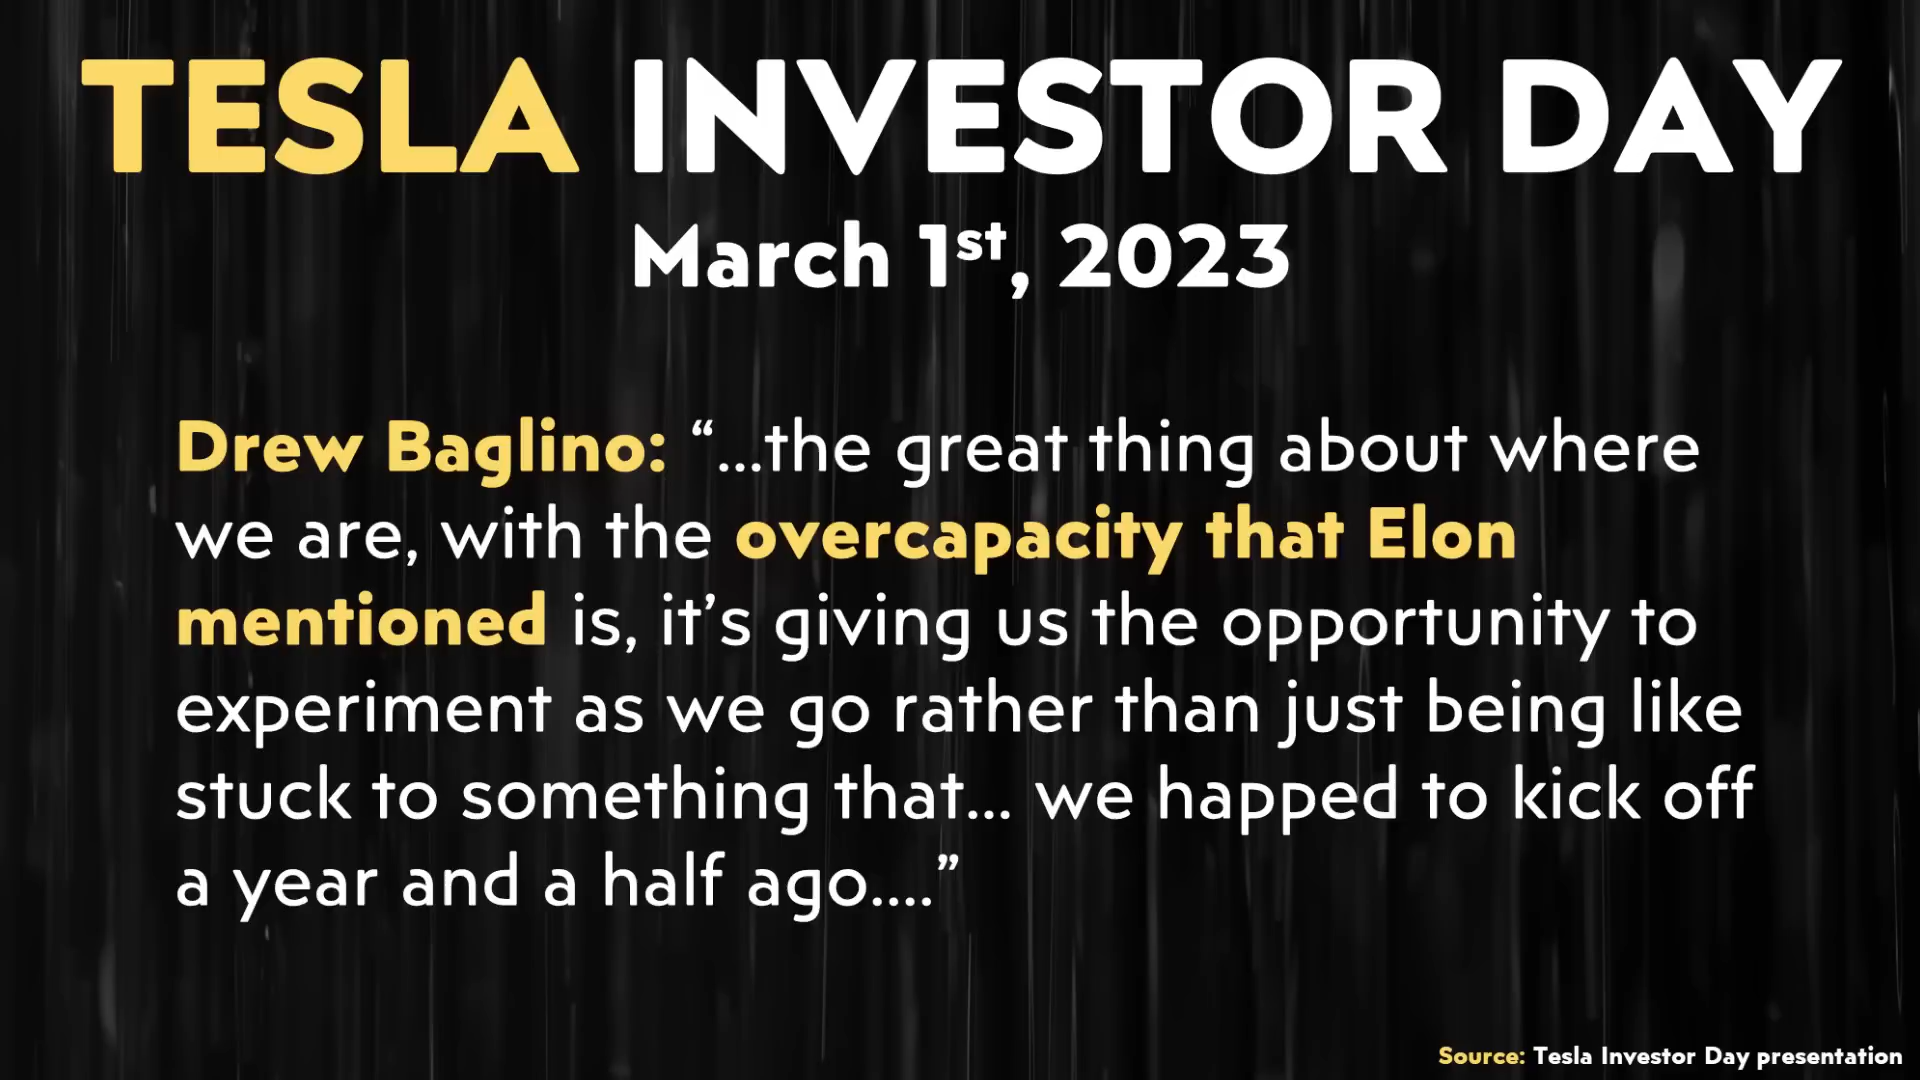 TESLA INVESTOR DAY
March 1st, 2023
Drew Baglino: “...the great thing about where
we are, with the overcapacity that Elon
mentioned is, it’s giving us the opportunity to
experiment as we go rather than just being like
stuck to something that... we happed to kick off
a year and a half ago....”
Source: Tesla Investor Day presentation